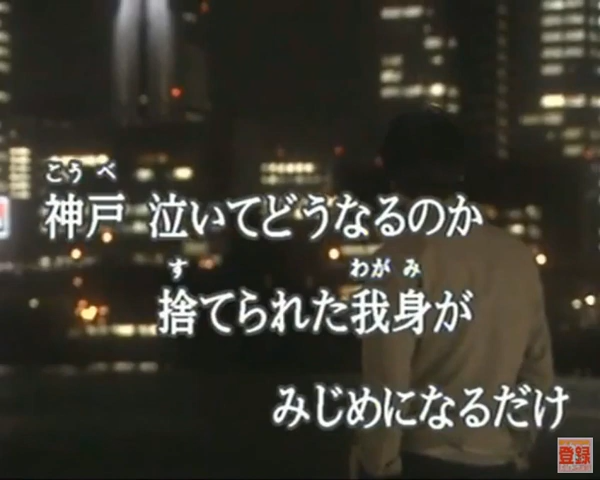 こうべ
神戸 泣いてどうなるのか
す わがみ
捨てられた我身が
みじめになるだけ
登録